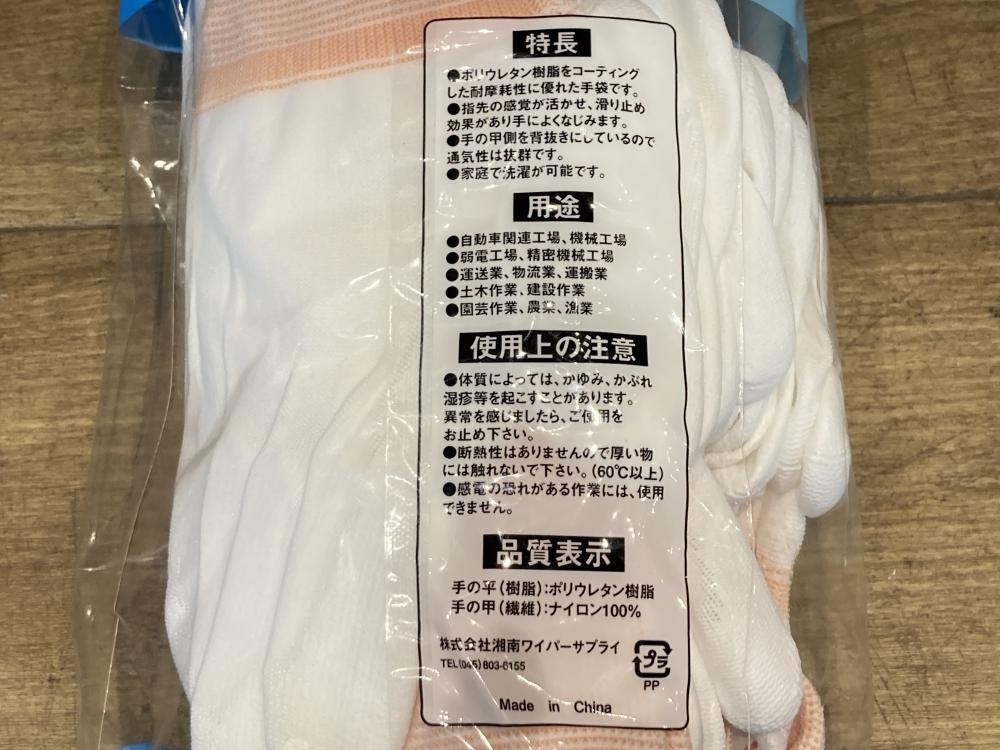 特長
●ポリウレタン樹脂をコーティング
した耐摩耗性に優れた手袋です。
●指先の感覚が活かせ、滑り止め
効果があり手によくなじみます。
●手の甲側を背抜きにしているので
通気性は抜群です。
●家庭で洗濯が可能です。
用途
●自動車関連工場、機械工場
●弱電工場、精密機械工場
●運送業、物流業、運搬業
●土木作業、建設作業
●園芸作業、農業、漁業
使用上の注意
●体質によっては、かゆみ、かぶれ
湿疹等を起こすことがあります。
異常を感じましたら、ご使用を
お止め下さい。
●断熱性はありませんので厚い物
には触れないで下さい。(60℃以上)
●感電の恐れがある作業には、使用
できません。
品質表示
手の平(樹脂):ポリウレタン樹脂
手の甲(繊維):ナイロン100%
株式会社湘南ワイパーサプライ
TEL(045)803-6155
プラ
PP
Made in China